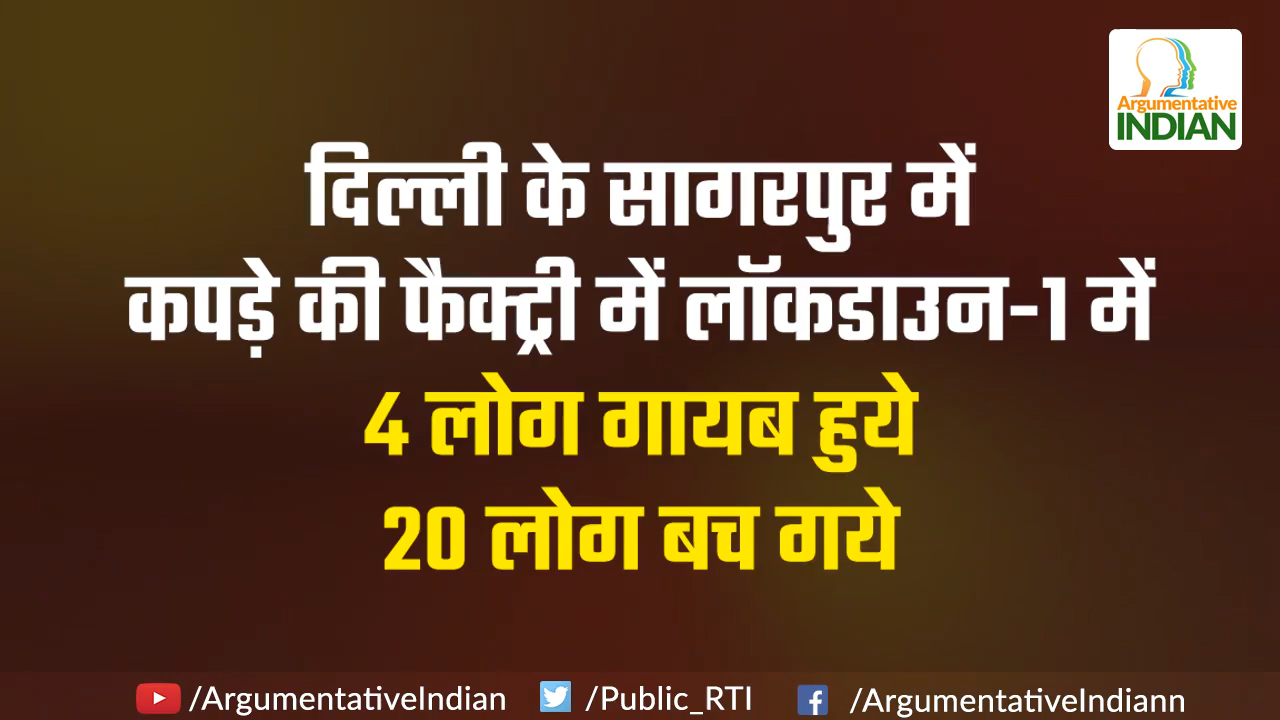 Argumentative
INDIAN
दिल्ली के सागरपुर में
कपड़े की फैक्ट्री में लॉकडाउन-1 में
4 लोग गायब हुये
20 लोग बच गये
/ArgumentativeIndian /Public_RTI /ArgumentativeIndiann